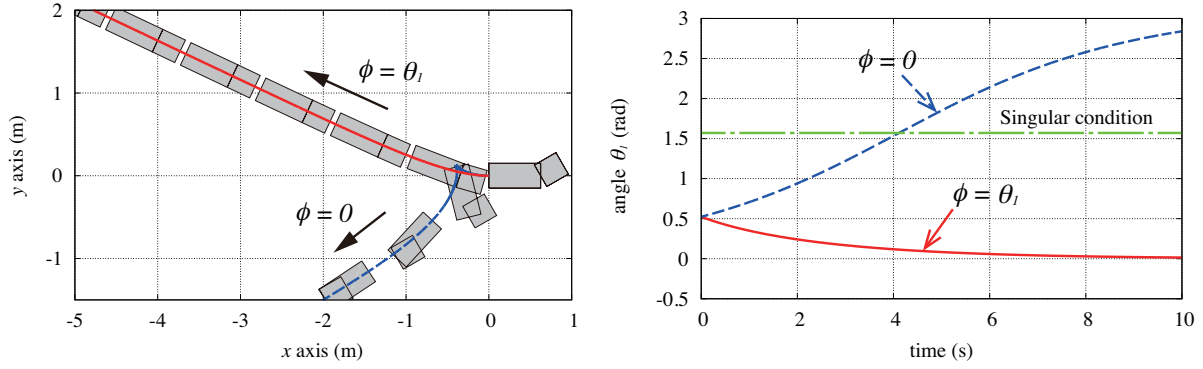 2
1
0
-1
-5
-4
-3
-2
-1
0
1
y axis (m)
x axis (m)
ϕ = θ₁
ϕ = 0
3
2.5
2
1.5
1
0.5
0
-0.5
0
2
4
6
8
10
angle θ₁ (rad)
time (s)
ϕ = 0
Singular condition
ϕ = θ₁